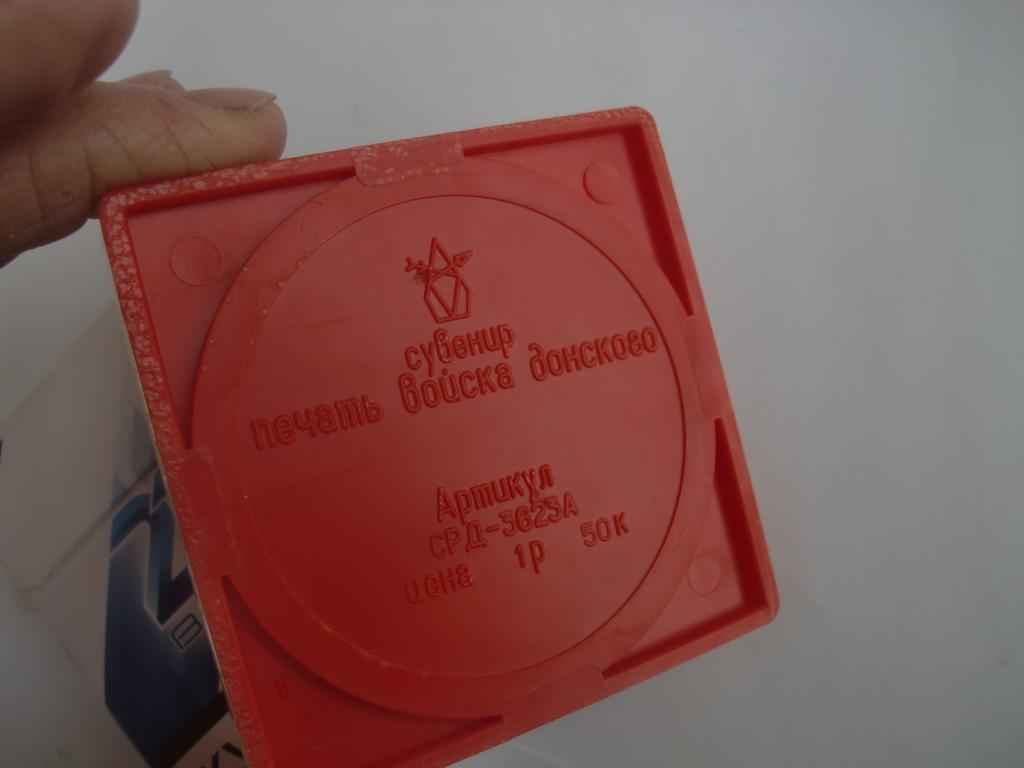 сувенир
печать войска донского
Артикул
СРД-3623А
цена 1р 50к